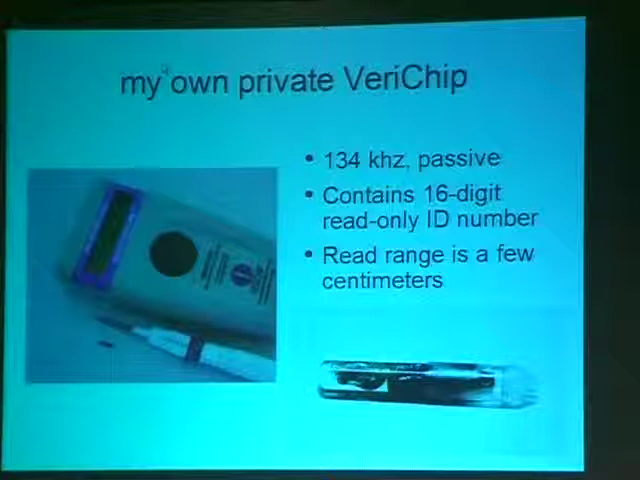 my own private VeriChip
• 134 khz, passive
• Contains 16-digit
read-only ID number
• Read range is a few
centimeters